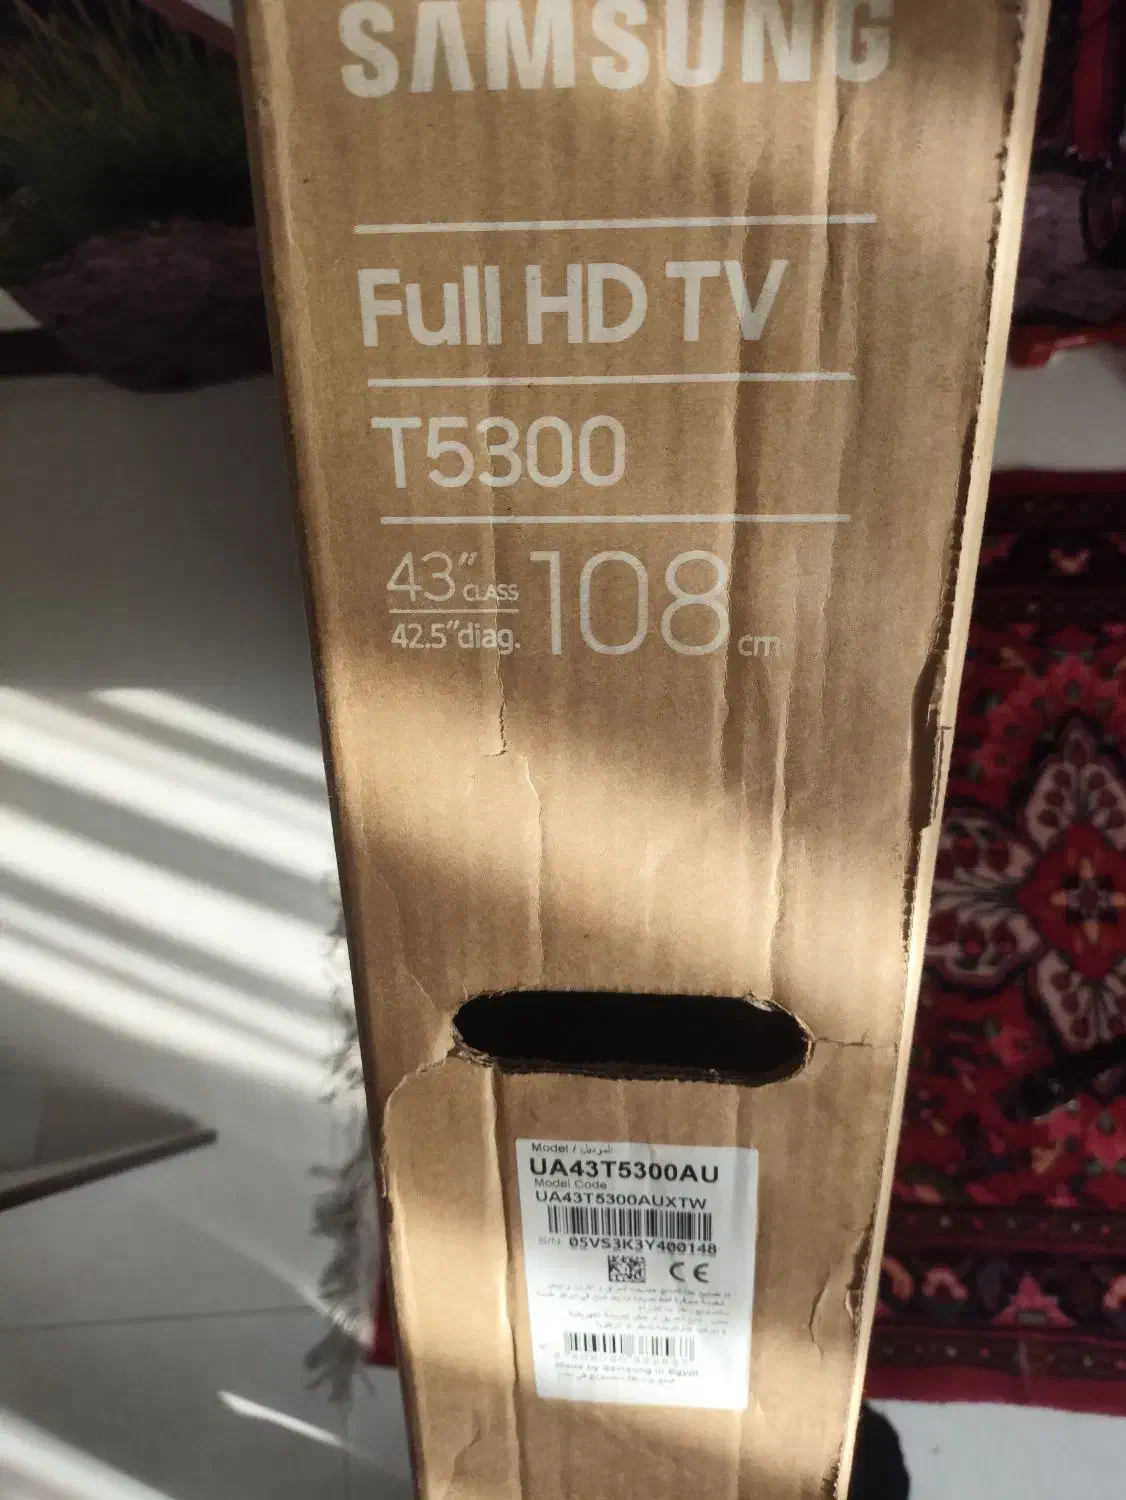 SAMSUNG
Full HD TV
T5300
43" CLASS
42.5" diag.
108 cm
Model / الموديل
UA43T5300AU
Model Code :
UA43T5300AUXTW
S/N: 05VS3K3Y400148
CE
Made by Samsung in Egypt